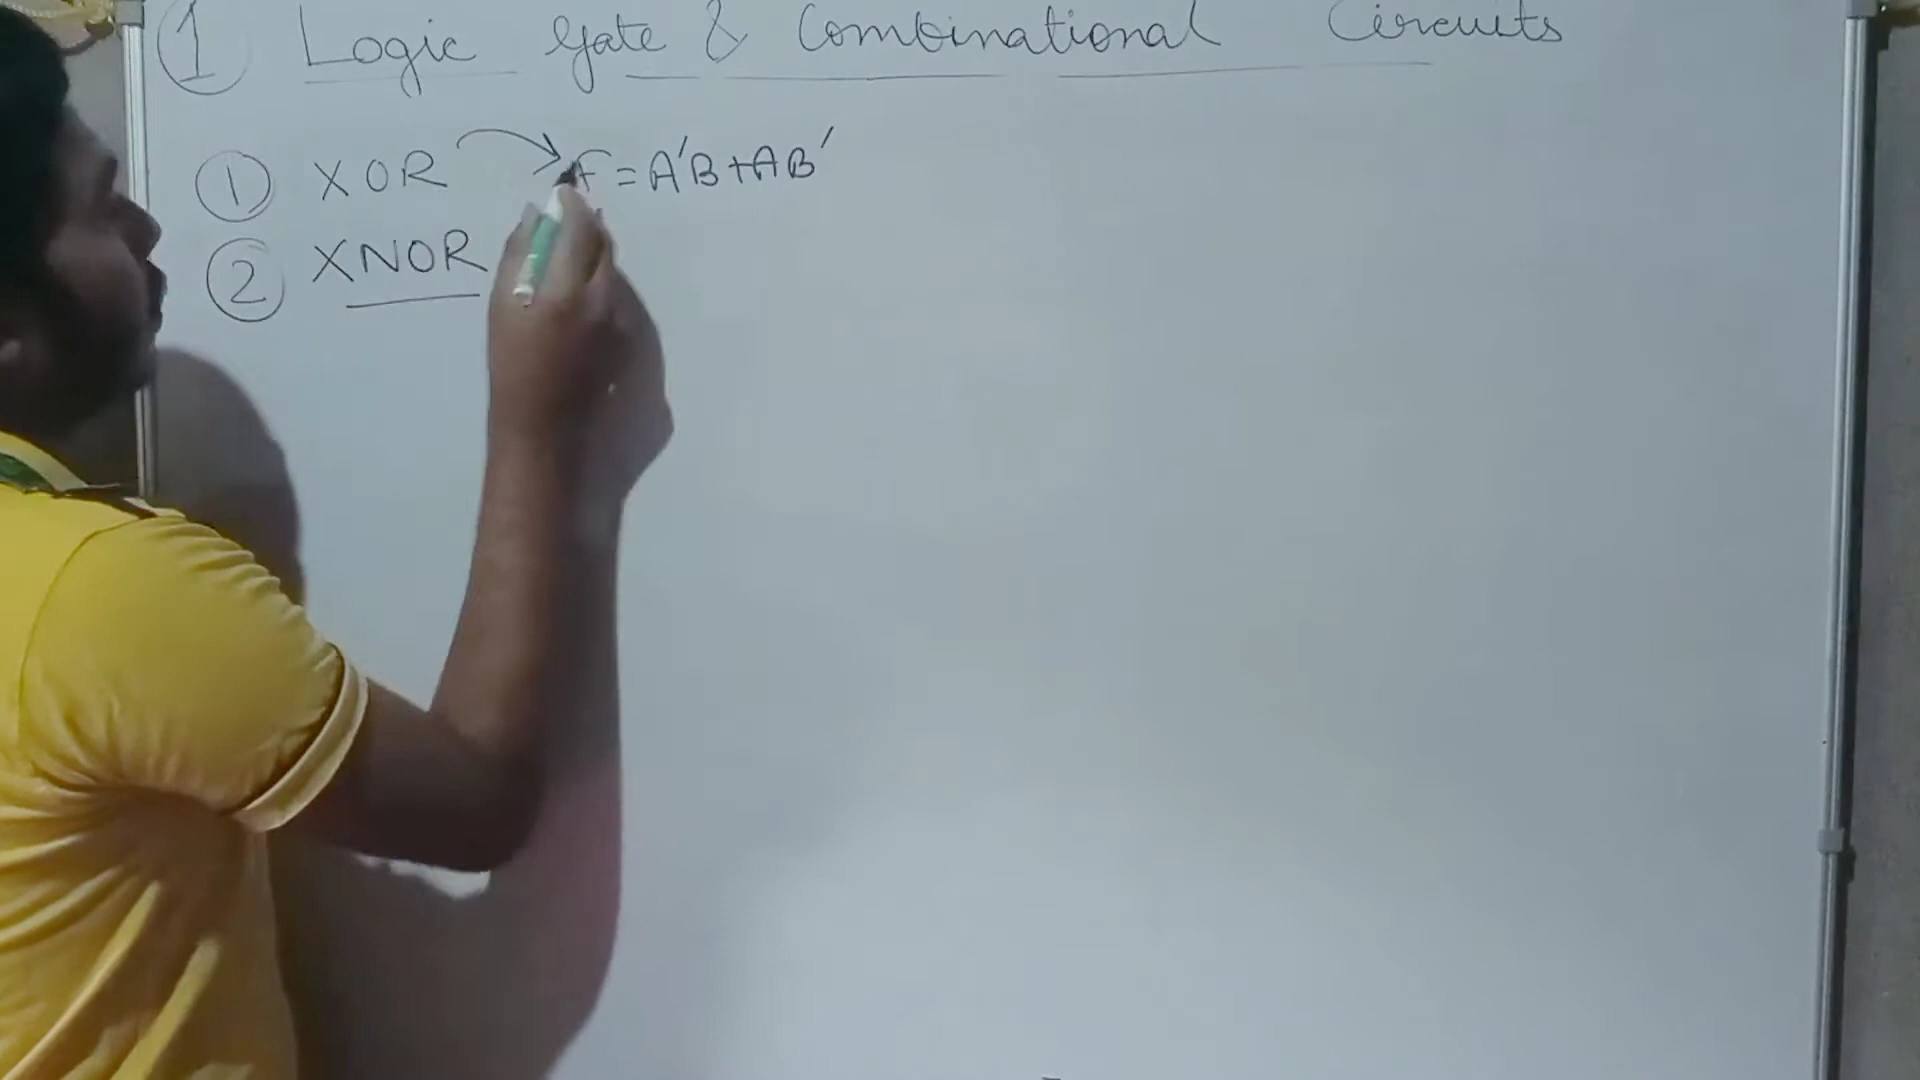 ① Logic Gate & Combinational Circuits
① XOR F = A'B + AB'
② XNOR